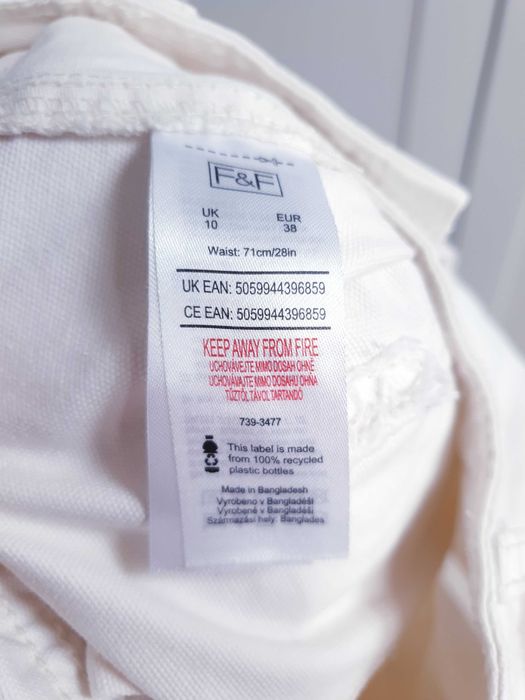 F&F
UK EUR
10 38
Waist: 71cm/28in
UK EAN: 5059944396859
CE EAN: 5059944396859
KEEP AWAY FROM FIRE
UCHOVÁVEJTE MIMO DOSAH OHNĚ
UCHOVÁVAJTE MIMO DOSAHU OHŇA
TŰZTŐL TÁVOL TARTANDÓ
739-3477
This label is made
from 100% recycled
plastic bottles
Made in Bangladesh
Vyrobeno v Bangladéši
Vyrobené v Bangladéši
Származási hely: Banglades